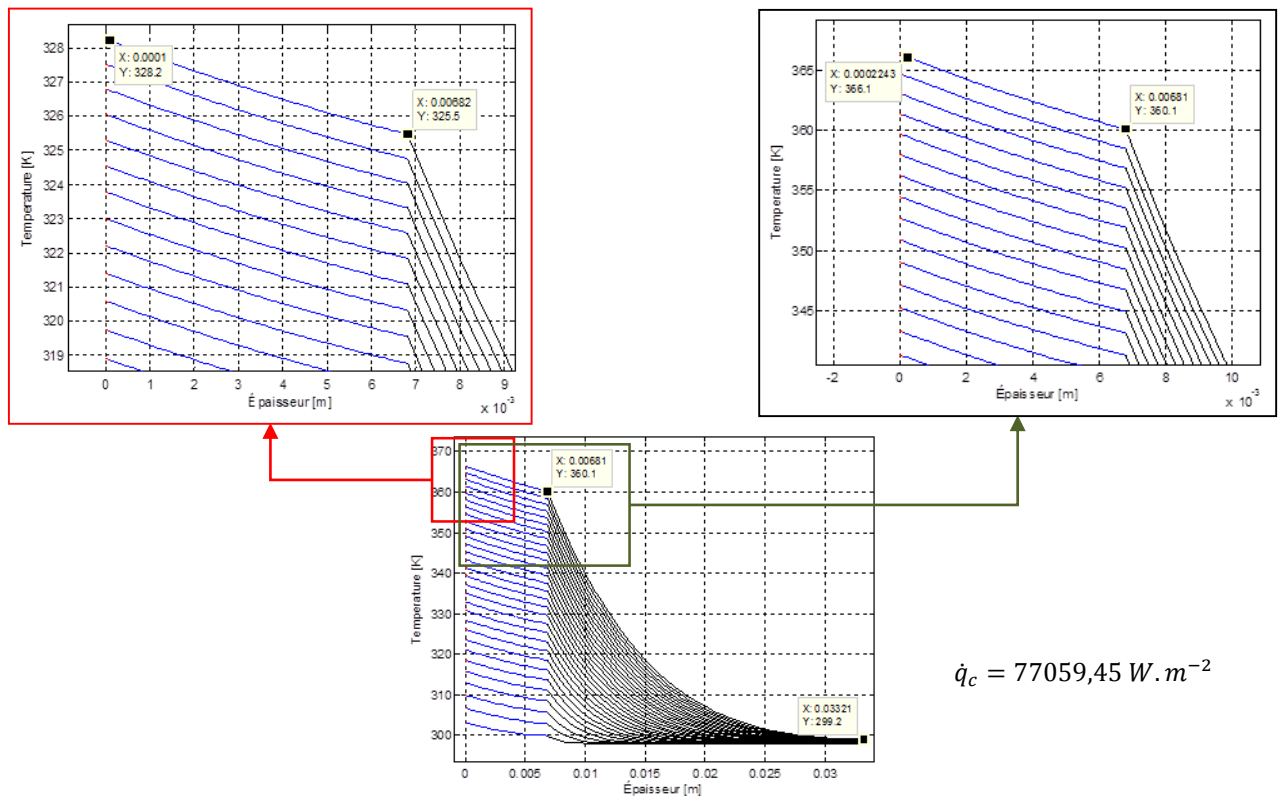 328
327
326
325
324
323
322
321
320
319
Temperature [K]
X: 0.0001
Y: 328.2
X: 0.00682
Y: 325.5
0 1 2 3 4 5 6 7 8 9
Épaisseur [m]
x 10⁻³
365
360
355
350
345
Temperature [K]
X: 0.0002243
Y: 366.1
X: 0.00681
Y: 360.1
-2 0 2 4 6 8 10
Épaisseur [m]
x 10⁻³
370
360
350
340
330
320
310
300
Temperature [K]
X: 0.00681
Y: 360.1
X: 0.03321
Y: 299.2
0 0.005 0.01 0.015 0.02 0.025 0.03
Épaisseur [m]
q̇c = 77059,45 W.m⁻²